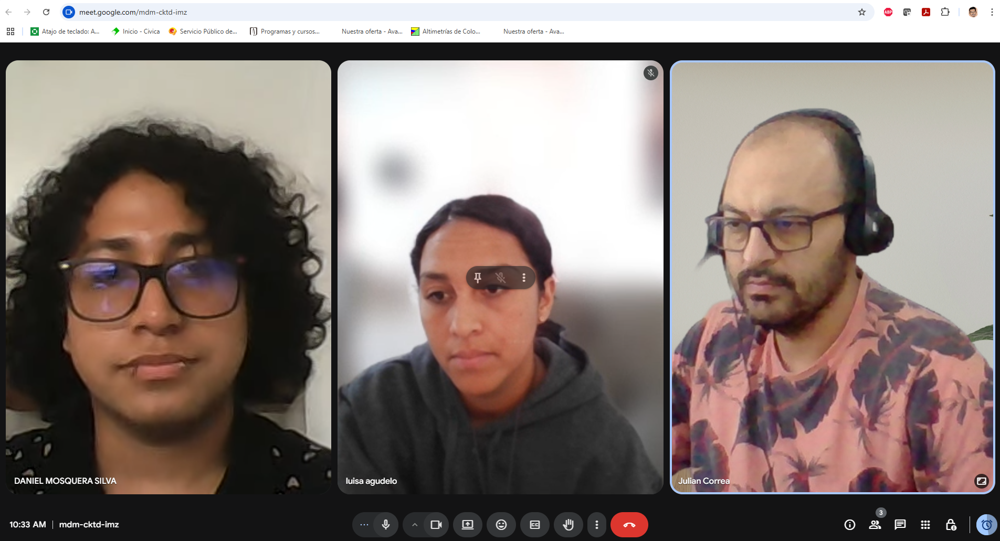 meet.google.com/mdm-cktd-imz
ABP
Atajo de teclado: A...
Inicio - Civica
Servicio Público de...
Programas y cursos...
Nuestra oferta - Ava...
Altimetrías de Colo...
Nuestra oferta - Ava...
DANIEL MOSQUERA SILVA
luisa agudelo
Julian Correa
10:33 AM | mdm-cktd-imz
CC
3